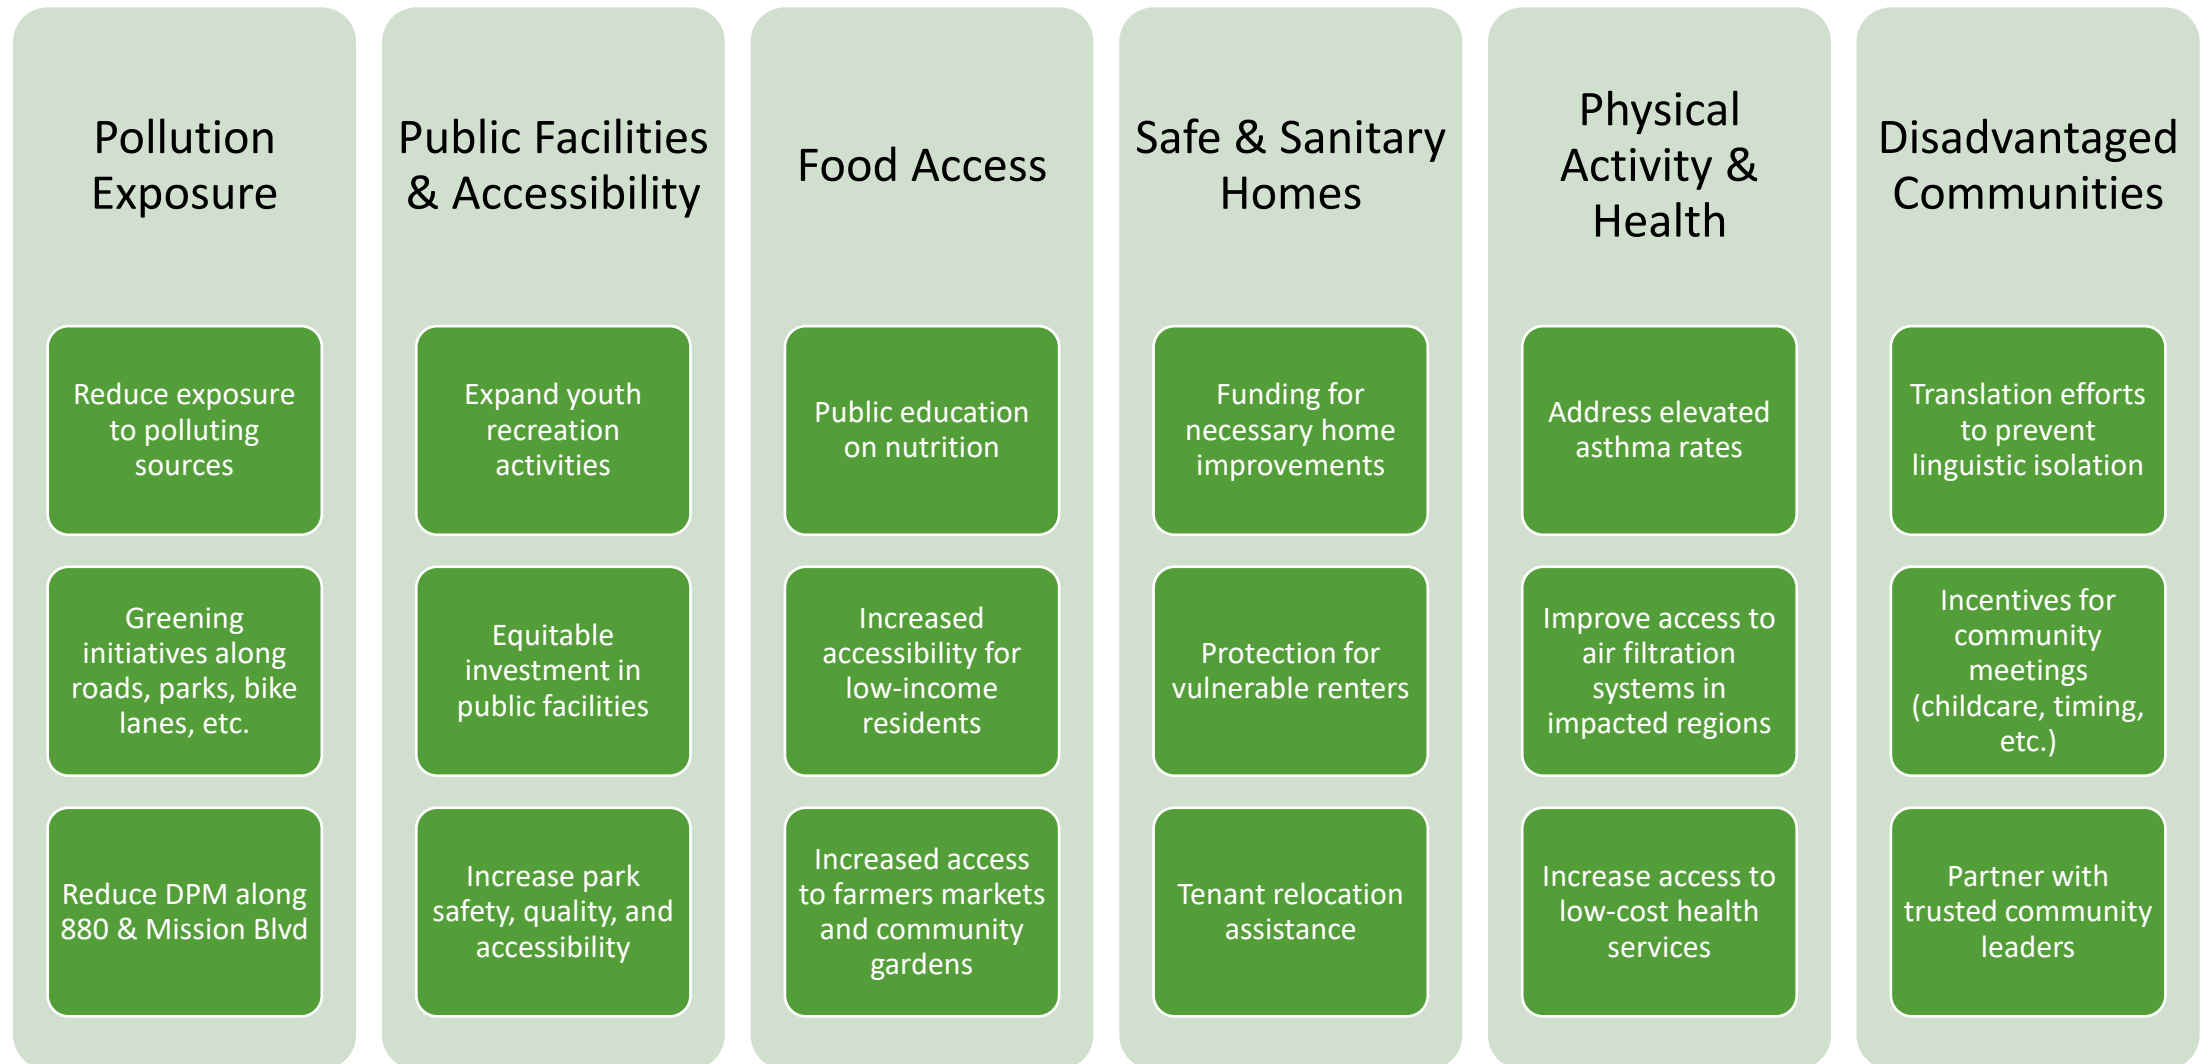 Pollution
Exposure
Reduce exposure
to polluting
sources
Greening
initiatives along
roads, parks, bike
lanes, etc.
Reduce DPM along
880 & Mission Blvd
Public Facilities
& Accessibility
Expand youth
recreation
activities
Equitable
investment in
public facilities
Increase park
safety, quality, and
accessibility
Food Access
Public education
on nutrition
Increased
accessibility for
low-income
residents
Increased access
to farmers markets
and community
gardens
Safe & Sanitary
Homes
Funding for
necessary home
improvements
Protection for
vulnerable renters
Tenant relocation
assistance
Physical
Activity &
Health
Address elevated
asthma rates
Improve access to
air filtration
systems in
impacted regions
Increase access to
low-cost health
services
Disadvantaged
Communities
Translation efforts
to prevent
linguistic isolation
Incentives for
community
meetings
(childcare, timing,
etc.)
Partner with
trusted community
leaders